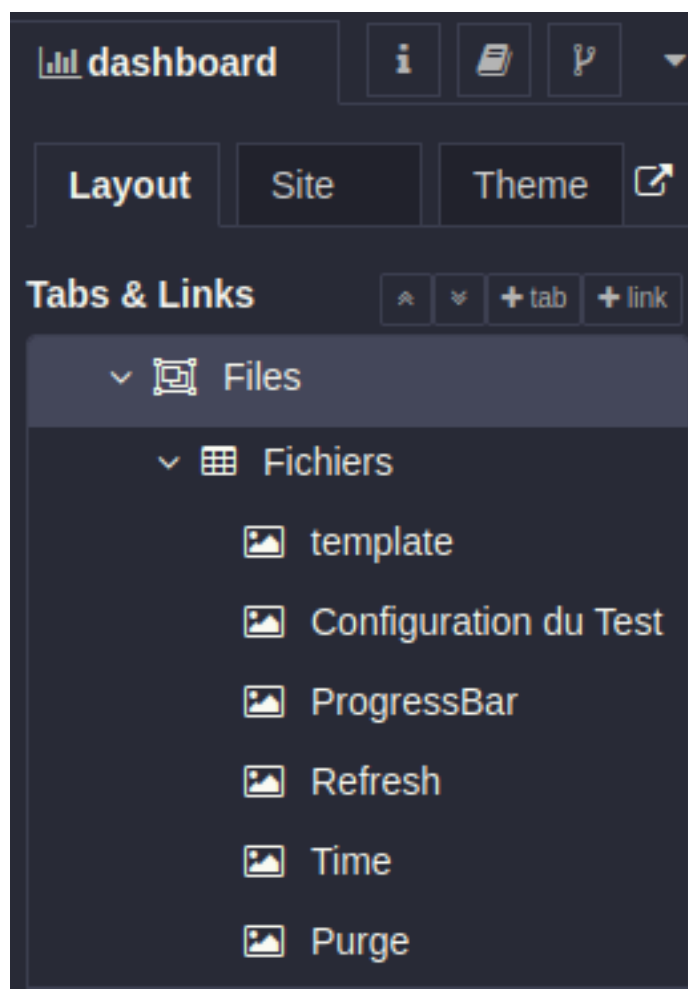 dashboard
Layout Site Theme
Tabs & Links + tab + link
Files
Fichiers
template
Configuration du Test
ProgressBar
Refresh
Time
Purge